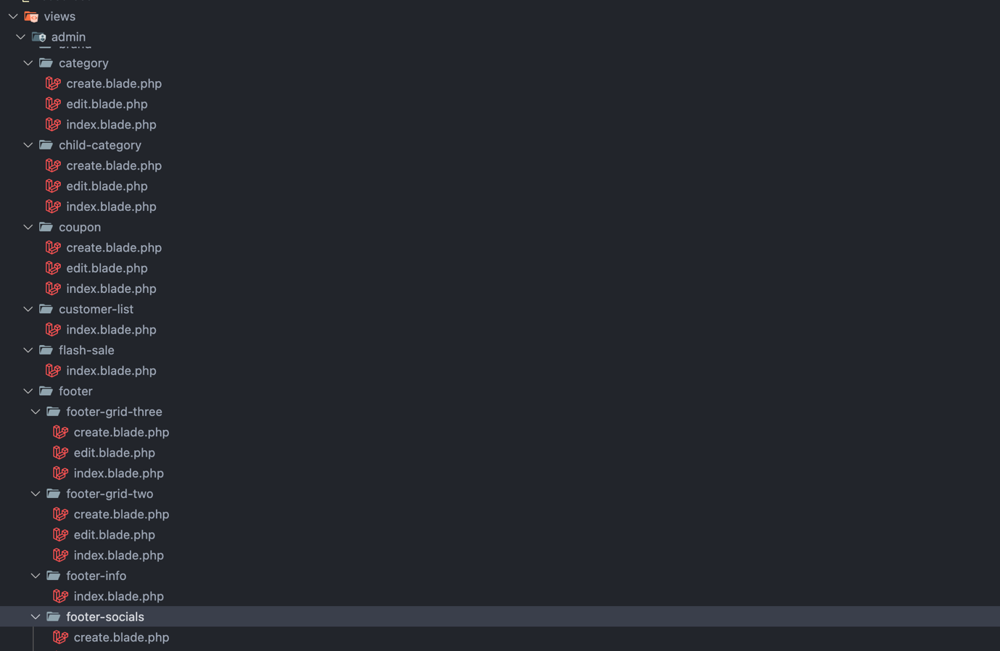 views
admin
category
create.blade.php
edit.blade.php
index.blade.php
child-category
create.blade.php
edit.blade.php
index.blade.php
coupon
create.blade.php
edit.blade.php
index.blade.php
customer-list
index.blade.php
flash-sale
index.blade.php
footer
footer-grid-three
create.blade.php
edit.blade.php
index.blade.php
footer-grid-two
create.blade.php
edit.blade.php
index.blade.php
footer-info
index.blade.php
footer-socials
create.blade.php